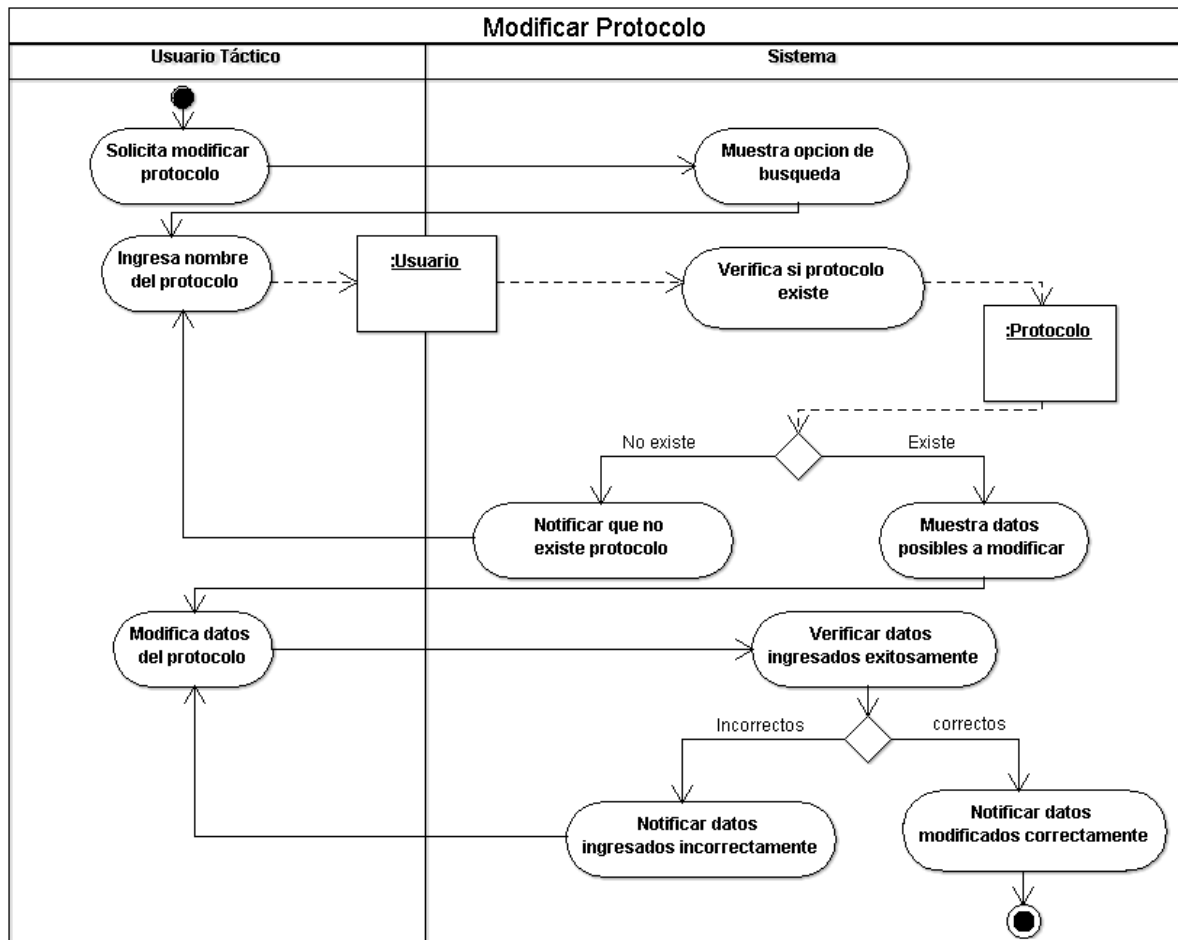 Modificar Protocolo
Usuario Táctico
Sistema
Solicita modificar
protocolo
Muestra opcion de
busqueda
Ingresa nombre
del protocolo
:Usuario
Verifica si protocolo
existe
:Protocolo
No existe
Existe
Notificar que no
existe protocolo
Muestra datos
posibles a modificar
Modifica datos
del protocolo
Verificar datos
ingresados exitosamente
Incorrectos
correctos
Notificar datos
ingresados incorrectamente
Notificar datos
modificados correctamente